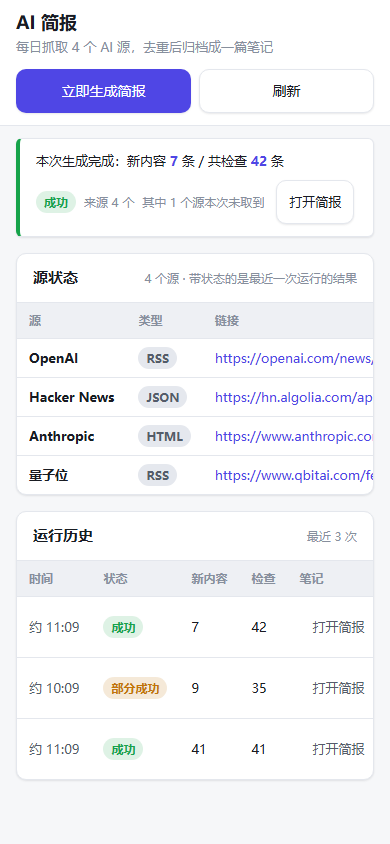 AI 简报
每日抓取 4 个 AI 源，去重后归档成一篇笔记
立即生成简报 刷新
本次生成完成：新内容 7 条 / 共检查 42 条
成功 来源 4 个 其中 1 个源本次未取到 打开简报
源状态 4 个源 · 带状态的是最近一次运行的结果
源 类型 链接
OpenAI RSS https://openai.com/news/
Hacker News JSON https://hn.algolia.com/ap
Anthropic HTML https://www.anthropic.co
量子位 RSS https://www.qbitai.com/fe
运行历史 最近 3 次
时间 状态 新内容 检查 笔记
约 11:09 成功 7 42 打开简报
约 10:09 部分成功 9 35 打开简报
约 11:09 成功 41 41 打开简报